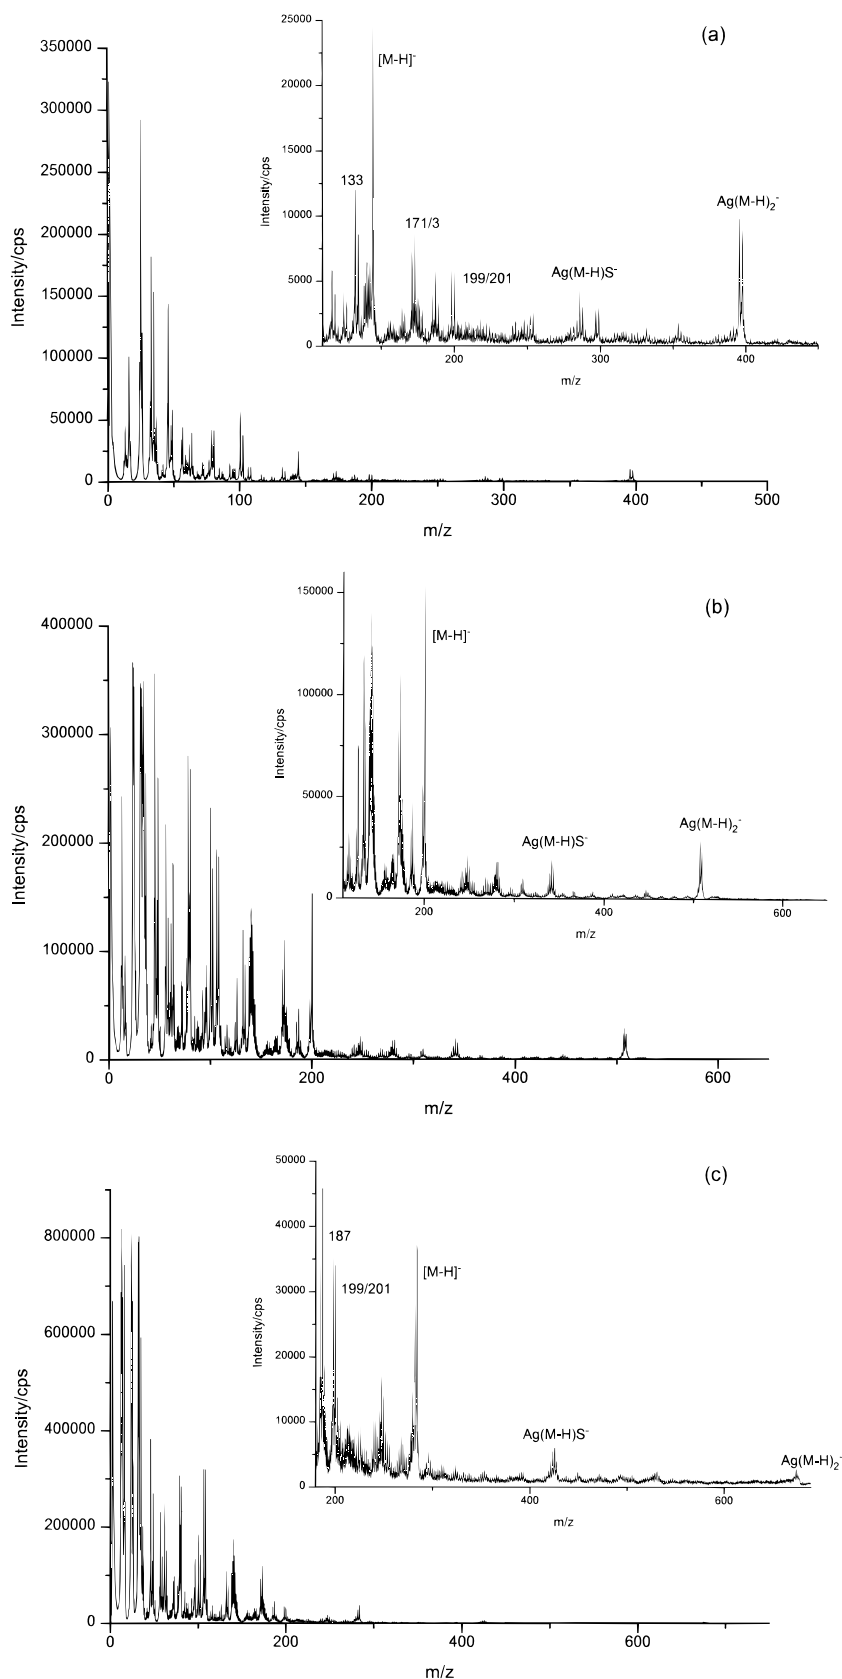 (a)
350000
300000
250000
200000
150000
100000
50000
0
Intensity/cps
0 100 200 300 400 500
m/z
25000
20000
15000
10000
5000
0
Intensity/cps
[M-H]⁻
133
171/3
199/201
Ag(M-H)S⁻
Ag(M-H)₂⁻
200 300 400
m/z
(b)
400000
300000
200000
100000
0
Intensity/cps
0 200 400 600
m/z
150000
100000
50000
0
Intensity/cps
[M-H]⁻
Ag(M-H)S⁻
Ag(M-H)₂⁻
200 400 600
m/z
(c)
800000
600000
400000
200000
0
Intensity/cps
0 200 400 600
m/z
50000
40000
30000
20000
10000
0
Intensity/cps
187
199/201
[M-H]⁻
Ag(M-H)S⁻
Ag(M-H)₂⁻
200 400 600
m/z